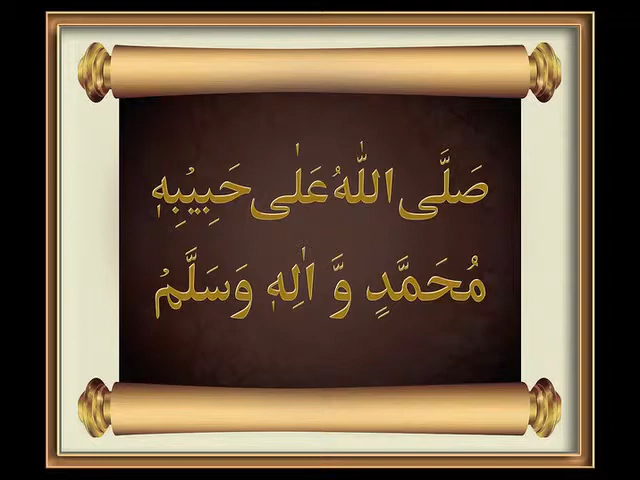 صَلَّى اللّٰهُ عَلٰى حَبِيْبِهٖ
مُحَمَّدٍ وَّ اٰلِهٖ وَسَلَّمْ